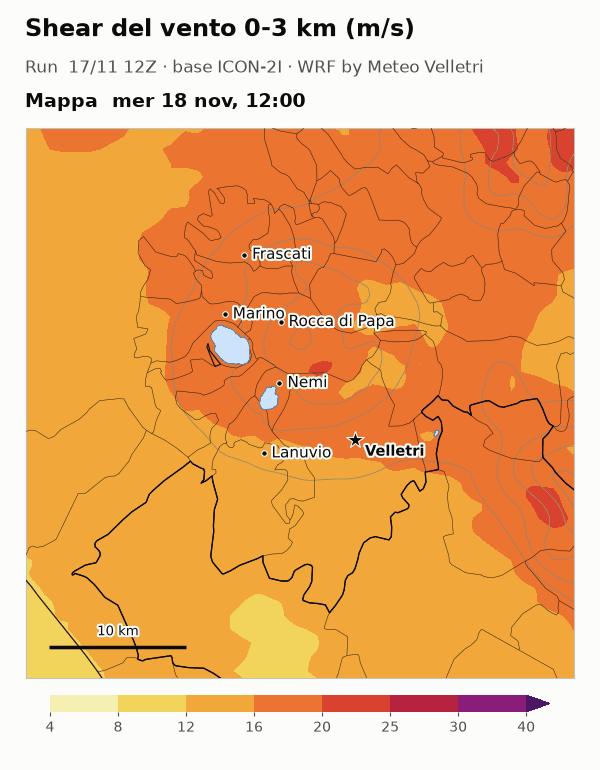 Shear del vento 0-3 km (m/s)
Run  17/11 12Z · base ICON-2I · WRF by Meteo Velletri
Mappa  mer 18 nov, 12:00
Frascati
Marino
Rocca di Papa
Nemi
Velletri
Lanuvio
10 km
4 8 12 16 20 25 30 40